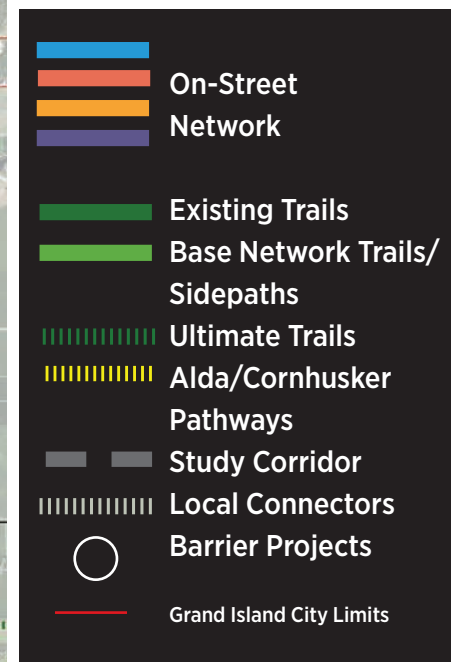 On-Street
Network
Existing Trails
Base Network Trails/
Sidepaths
Ultimate Trails
Alda/Cornhusker
Pathways
Study Corridor
Local Connectors
Barrier Projects
Grand Island City Limits